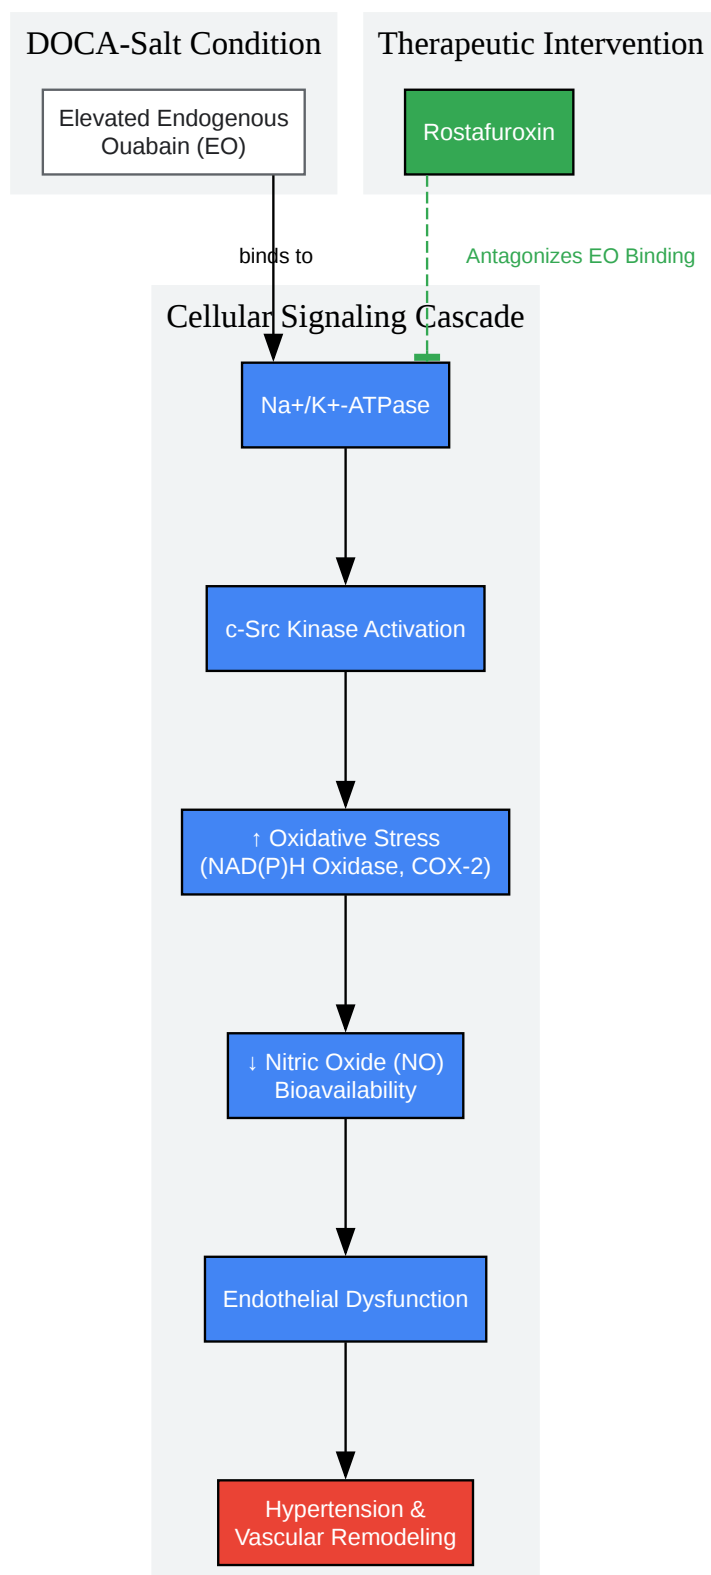 DOCA-Salt Condition
Therapeutic Intervention
Elevated Endogenous
Ouabain (EO)
Rostafuroxin
binds to
Antagonizes EO Binding
Cellular Signaling Cascade
Na+/K+-ATPase
c-Src Kinase Activation
↑ Oxidative Stress
(NAD(P)H Oxidase, COX-2)
↓ Nitric Oxide (NO)
Bioavailability
Endothelial Dysfunction
Hypertension &
Vascular Remodeling